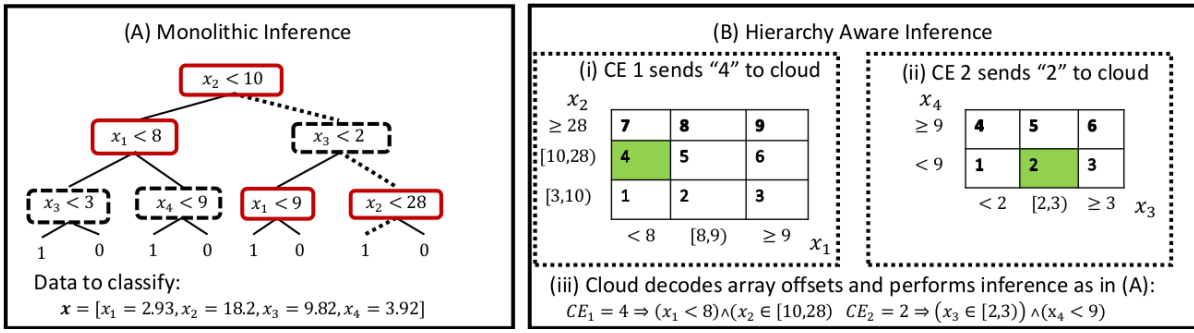 (A) Monolithic Inference
x₂ < 10
x₁ < 8
x₃ < 2
x₃ < 3
x₄ < 9
x₁ < 9
x₂ < 28
1 0 1 0 1 0 1 0
Data to classify:
𝒙 = [x₁ = 2.93, x₂ = 18.2, x₃ = 9.82, x₄ = 3.92]
(B) Hierarchy Aware Inference
(i) CE 1 sends “4” to cloud
x₂
≥ 28 7 8 9
[10,28) 4 5 6
[3,10) 1 2 3
< 8 [8,9) ≥ 9 x₁
(ii) CE 2 sends “2” to cloud
x₄
≥ 9 4 5 6
< 9 1 2 3
< 2 [2,3) ≥ 3 x₃
(iii) Cloud decodes array offsets and performs inference as in (A):
CE₁ = 4 ⇒ (x₁ < 8)∧(x₂ ∈ [10,28) CE₂ = 2 ⇒ (x₃ ∈ [2,3)) ∧(x₄ < 9)